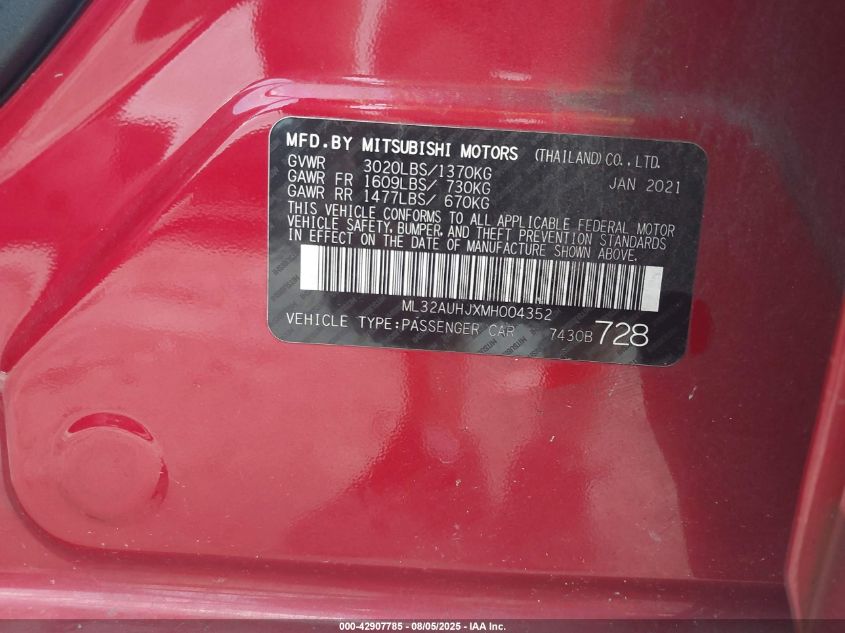 MFD.BY MITSUBISHI MOTORS (THAILAND)CO.,LTD.
GVWR 3020LBS/1370KG JAN 2021
GAWR FR 1609LBS/ 730KG
GAWR RR 1477LBS/ 670KG
THIS VEHICLE CONFORMS TO ALL APPLICABLE FEDERAL MOTOR
VEHICLE SAFETY, BUMPER, AND THEFT PREVENTION STANDARDS
IN EFFECT ON THE DATE OF MANUFACTURE SHOWN ABOVE.
ML32AUHJXMH004352
VEHICLE TYPE:PASSENGER CAR 7430B 728
000-42907785 - 08/05/2025 - IAA Inc.